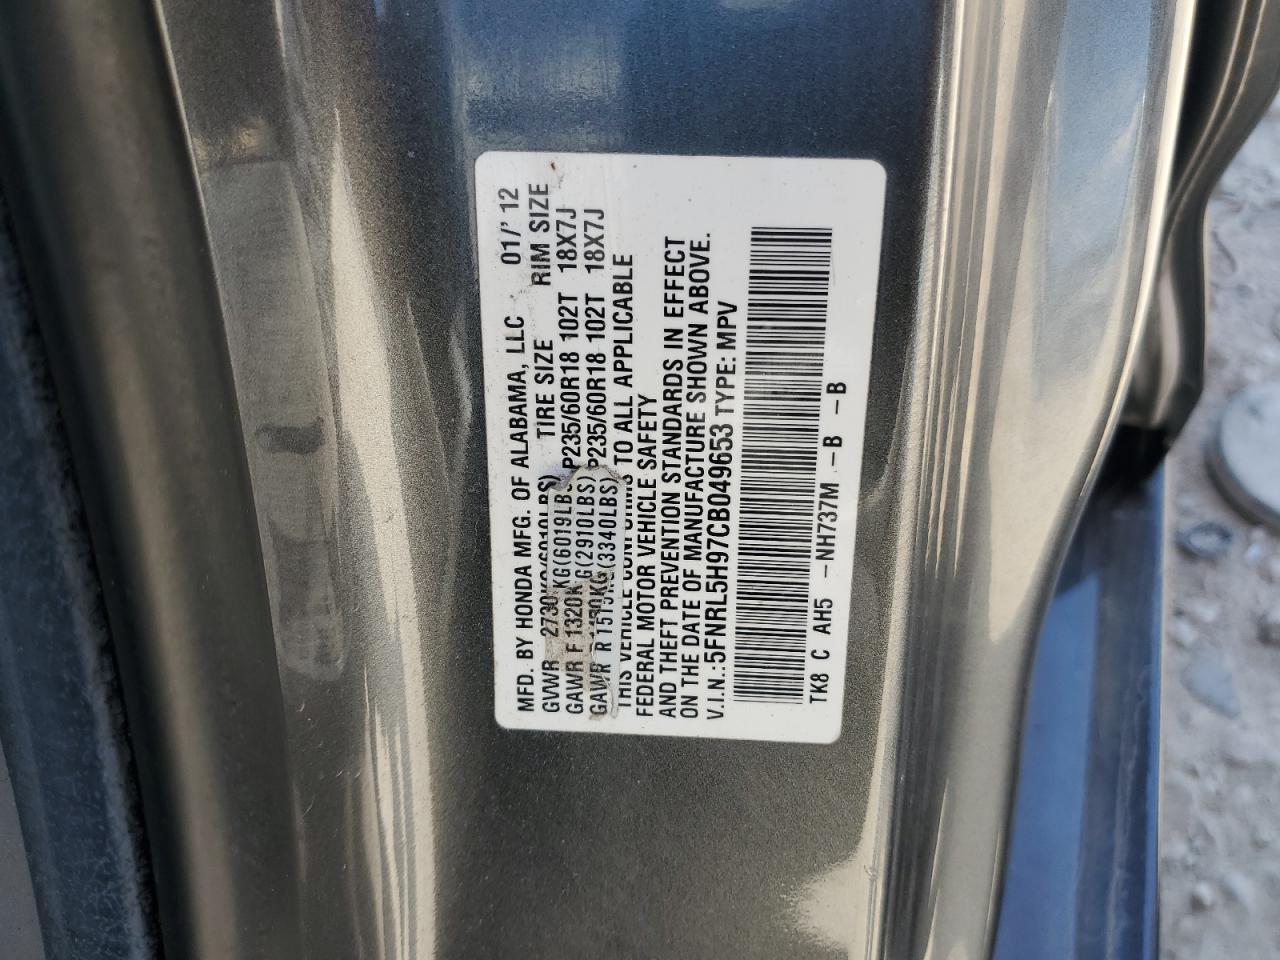 MFD. BY HONDA MFG. OF ALABAMA, LLC 01/'12
GVWR 2730KG(6019LBS) TIRE SIZE RIM SIZE
GAWR F 1320KG(2910LBS) P235/60R18 102T 18X7J
GAWR R 1515KG(3340LBS) P235/60R18 102T 18X7J
THIS VEHICLE CONFORMS TO ALL APPLICABLE
FEDERAL MOTOR VEHICLE SAFETY
AND THEFT PREVENTION STANDARDS IN EFFECT
ON THE DATE OF MANUFACTURE SHOWN ABOVE.
V.I.N.:5FNRL5H97CB049653 TYPE: MPV
TK8 C AH5 -NH737M -B -B